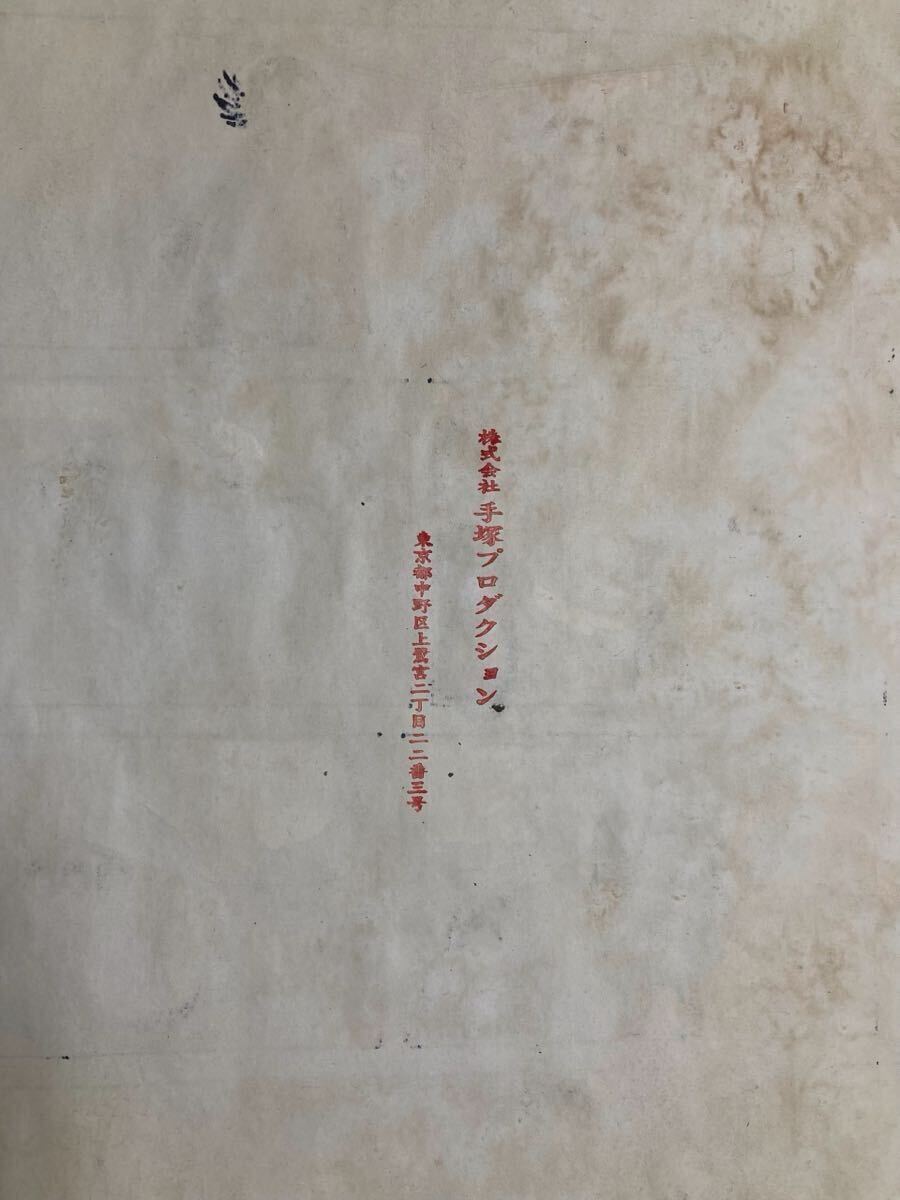 株式会社 手塚プロダクション
東京都中野区上鷺宮二丁目二二番三号